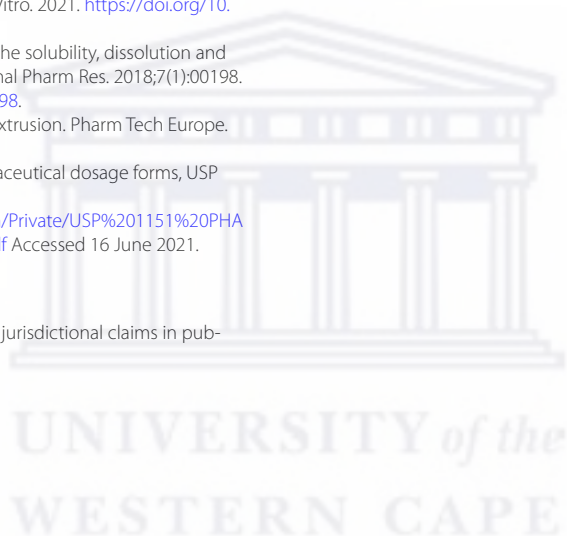 Vitro. 2021. https://doi.org/10.
he solubility, dissolution and
nal Pharm Res. 2018;7(1):00198.
98.
xtrusion. Pharm Tech Europe.
aceutical dosage forms, USP
/Private/USP%201151%20PHA
f Accessed 16 June 2021.
jurisdictional claims in pub-
UNIVERSITY of the
WESTERN CAPE